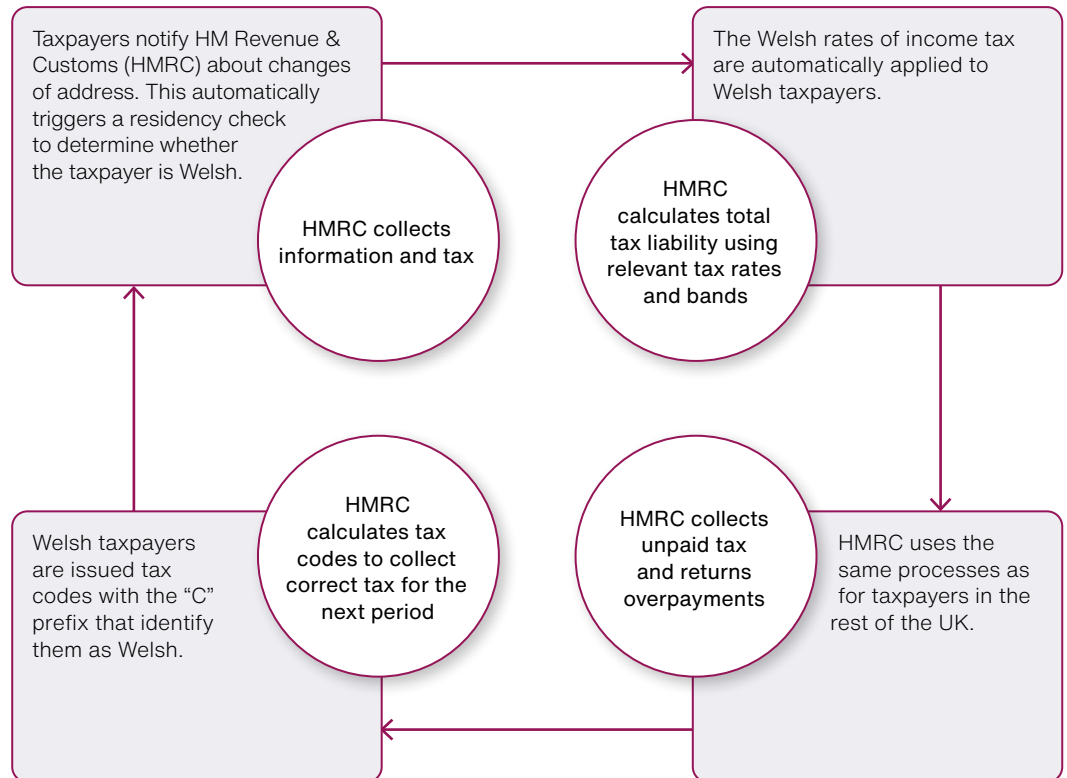 Taxpayers notify HM Revenue &
Customs (HMRC) about changes
of address. This automatically
triggers a residency check
to determine whether
the taxpayer is Welsh.
HMRC collects
information and tax
The Welsh rates of income tax
are automatically applied to
Welsh taxpayers.
HMRC
calculates total
tax liability using
relevant tax rates
and bands
HMRC uses the
same processes as
for taxpayers in the
rest of the UK.
HMRC collects
unpaid tax
and returns
overpayments
Welsh taxpayers
are issued tax
codes with the “C”
prefix that identify
them as Welsh.
HMRC
calculates tax
codes to collect
correct tax for the
next period